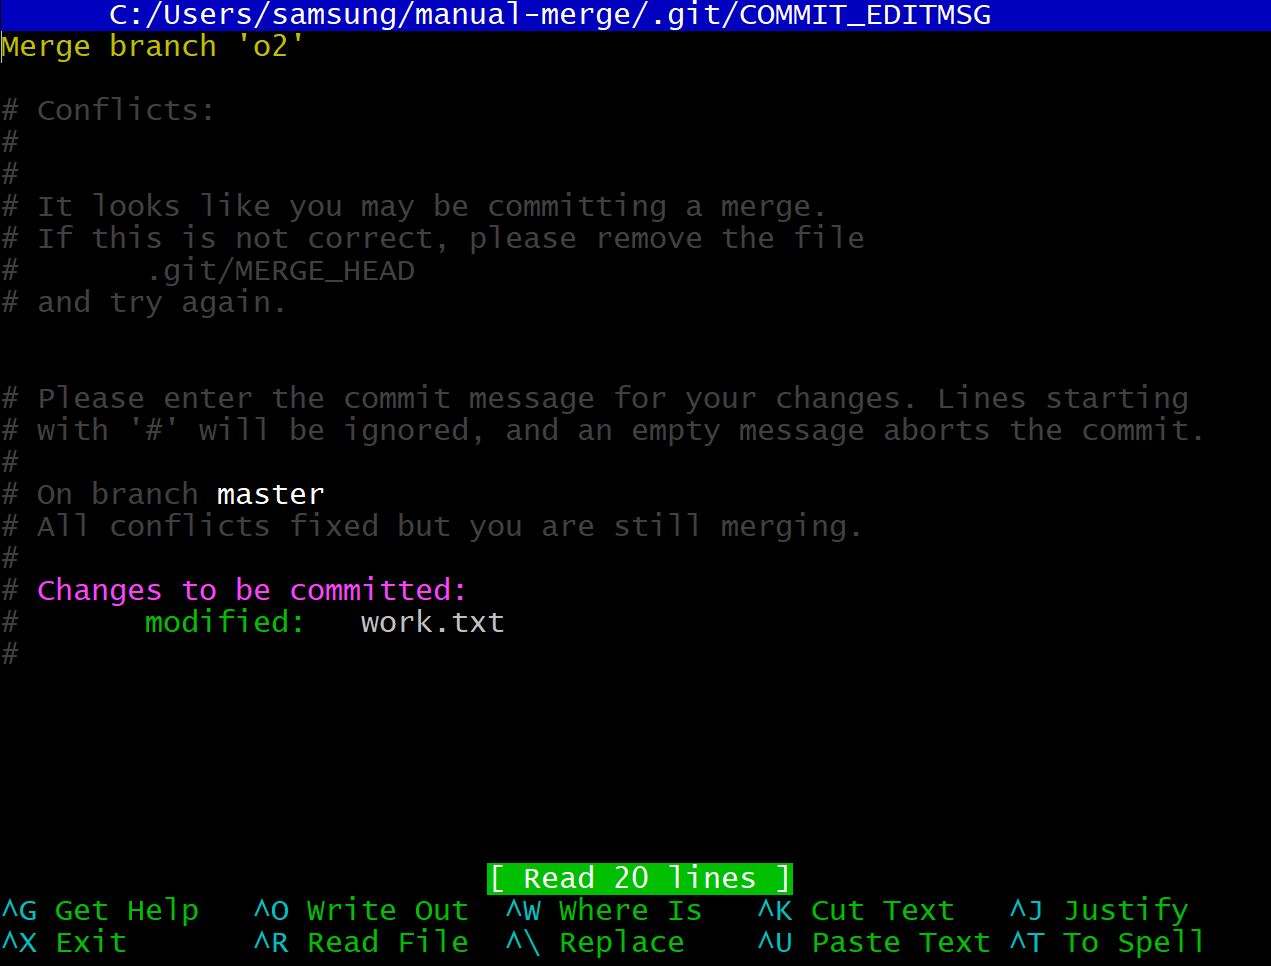 C:/Users/samsung/manual-merge/.git/COMMIT_EDITMSG
Merge branch 'o2'
# Conflicts:
#
#
# It looks like you may be committing a merge.
# If this is not correct, please remove the file
#       .git/MERGE_HEAD
# and try again.
# Please enter the commit message for your changes. Lines starting
# with '#' will be ignored, and an empty message aborts the commit.
#
# On branch master
# All conflicts fixed but you are still merging.
#
# Changes to be committed:
#       modified:   work.txt
#
[ Read 20 lines ]
^G Get Help   ^O Write Out  ^W Where Is   ^K Cut Text   ^J Justify
^X Exit       ^R Read File  ^\ Replace    ^U Paste Text ^T To Spell